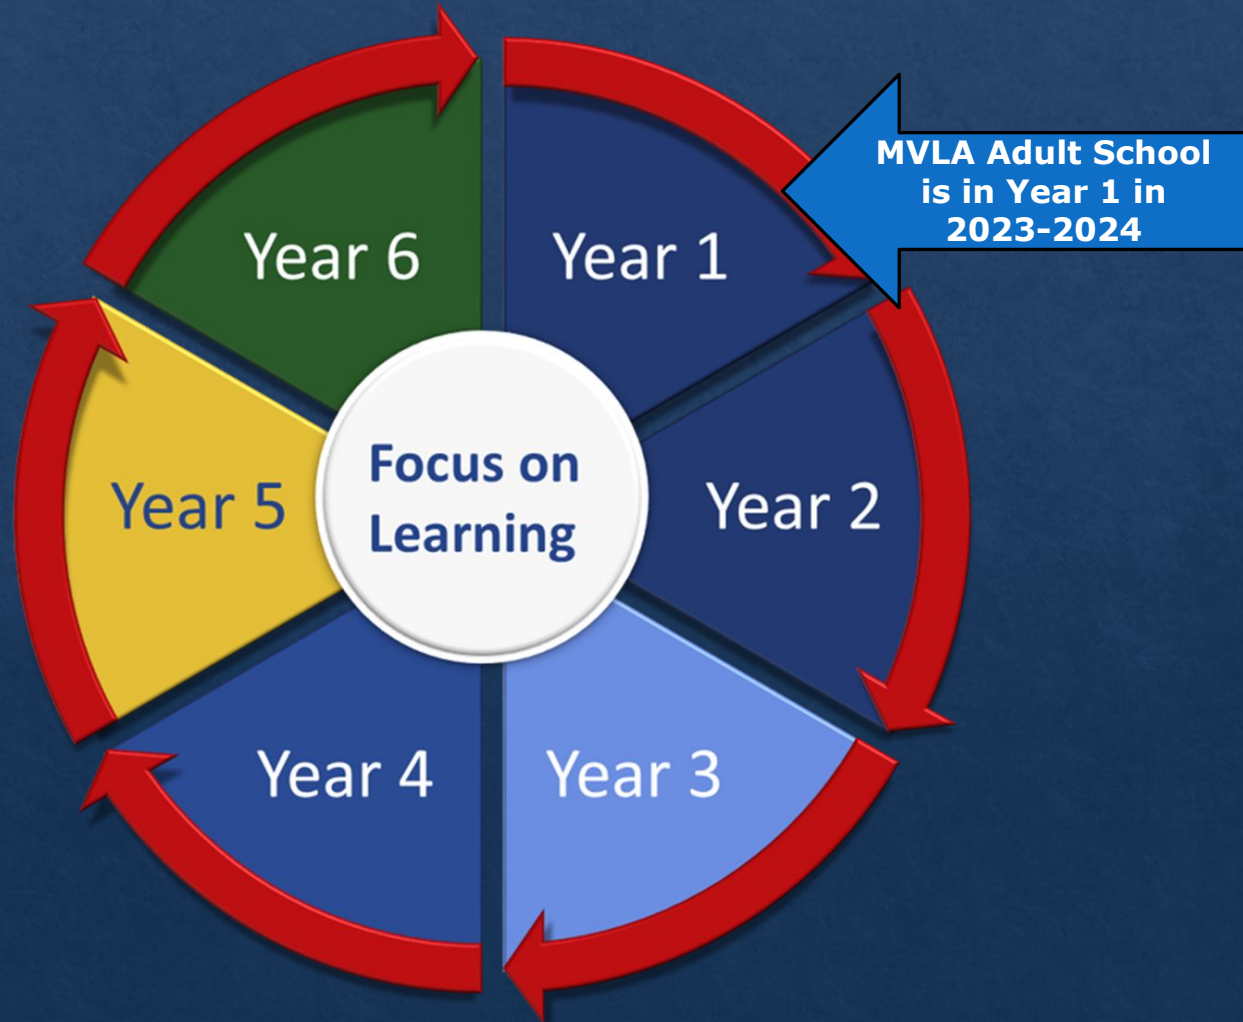 Year 1
Year 2
Year 3
Year 4
Year 5
Year 6
Focus on
Learning
MVLA Adult School
is in Year 1 in
2023-2024